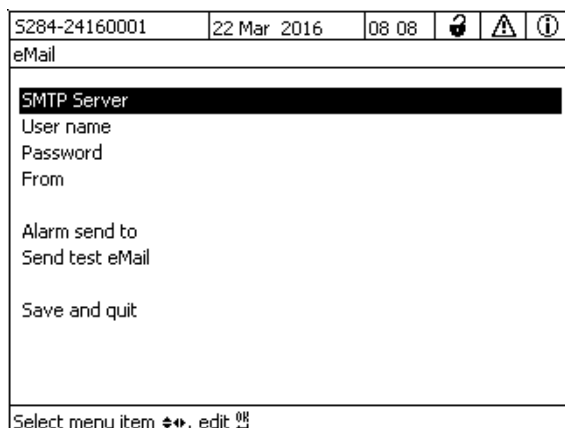 S284-24160001 22 Mar 2016 08 08
eMail
SMTP Server
User name
Password
From
Alarm send to
Send test eMail
Save and quit
Select menu item , edit OK